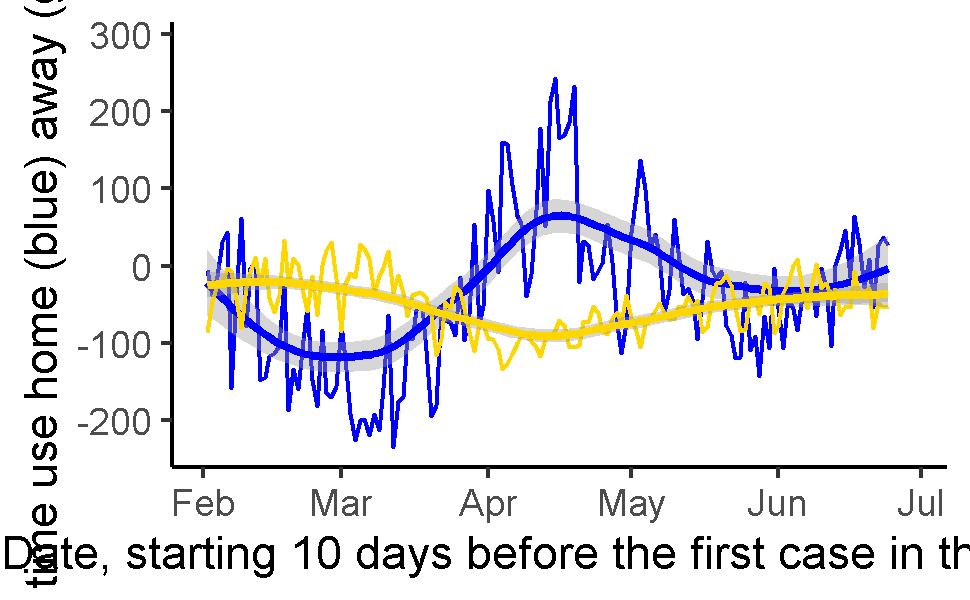 time use home (blue) away (
300
200
100
0
-100
-200
Feb Mar Apr May Jun Jul
Date, starting 10 days before the first case in th